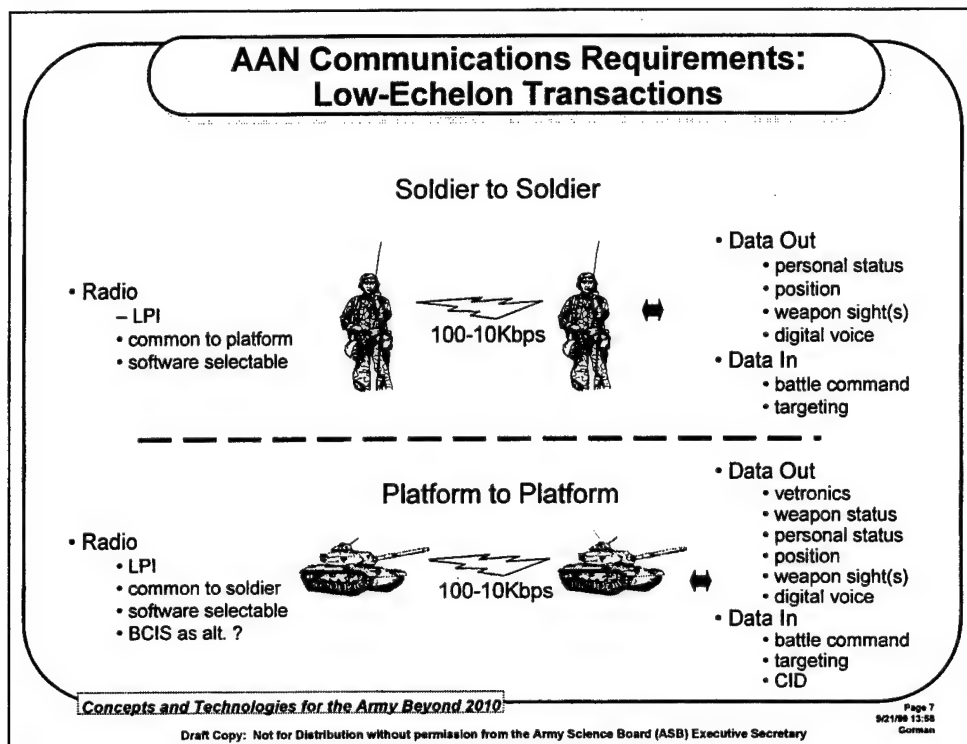 AAN Communications Requirements:
Low-Echelon Transactions
Soldier to Soldier
• Radio
– LPI
• common to platform
• software selectable
100-10Kbps
• Data Out
• personal status
• position
• weapon sight(s)
• digital voice
• Data In
• battle command
• targeting
Platform to Platform
• Radio
• LPI
• common to soldier
• software selectable
• BCIS as alt. ?
100-10Kbps
• Data Out
• vetronics
• weapon status
• personal status
• position
• weapon sight(s)
• digital voice
• Data In
• battle command
• targeting
• CID
Concepts and Technologies for the Army Beyond 2010
Page 7
13:58
Gorman
Draft Copy: Not for Distribution without permission from the Army Science Board (ASB) Executive Secretary